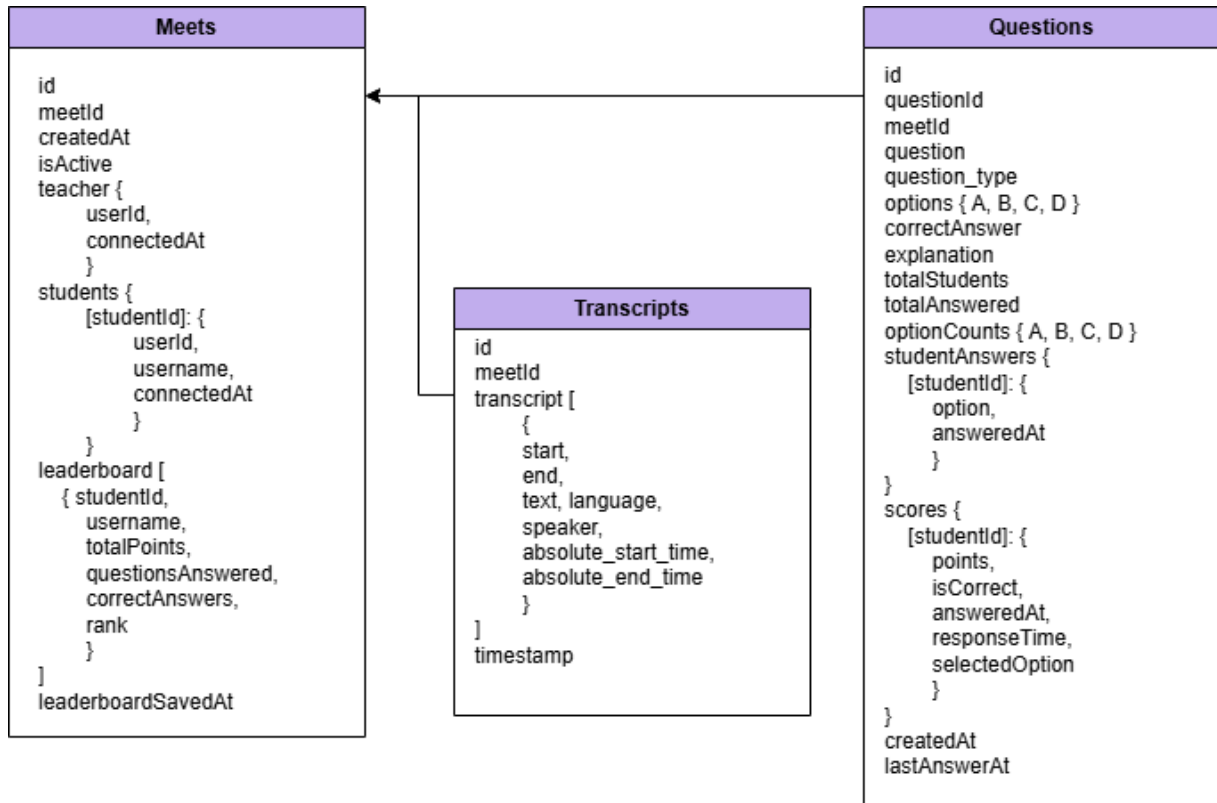 Meets
id
meetId
createdAt
isActive
teacher {
userId,
connectedAt
}
students {
[studentId]: {
userId,
username,
connectedAt
}
}
leaderboard [
{ studentId,
username,
totalPoints,
questionsAnswered,
correctAnswers,
rank
}
]
leaderboardSavedAt
Transcripts
id
meetId
transcript [
{
start,
end,
text, language,
speaker,
absolute_start_time,
absolute_end_time
}
]
timestamp
Questions
id
questionId
meetId
question
question_type
options { A, B, C, D }
correctAnswer
explanation
totalStudents
totalAnswered
optionCounts { A, B, C, D }
studentAnswers {
[studentId]: {
option,
answeredAt
}
}
scores {
[studentId]: {
points,
isCorrect,
answeredAt,
responseTime,
selectedOption
}
}
createdAt
lastAnswerAt